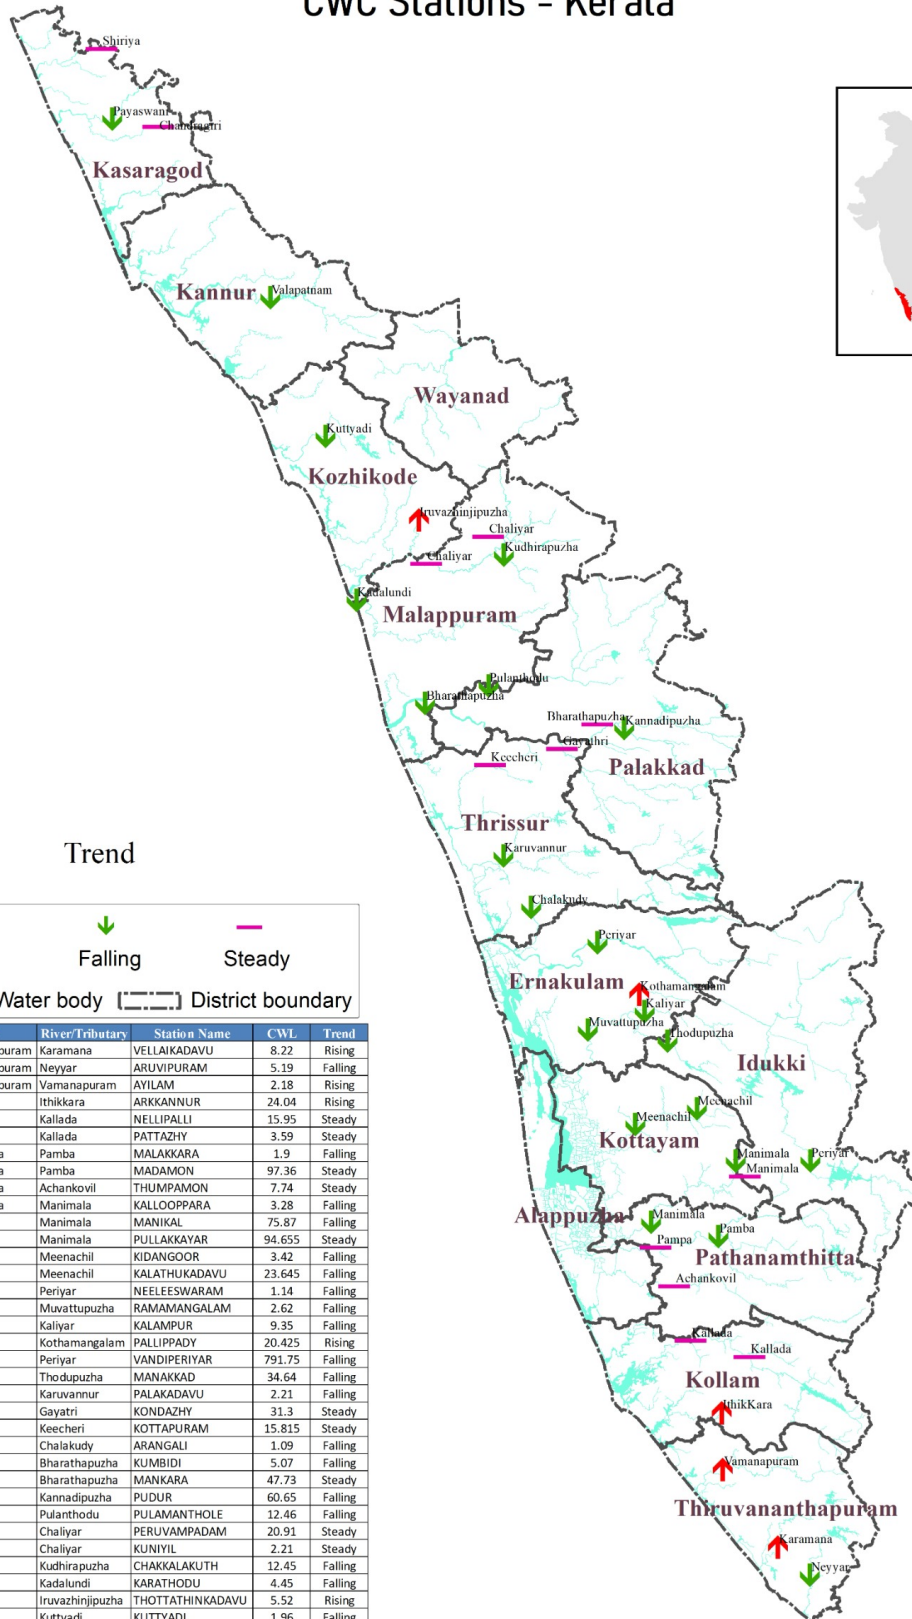 CWC Stations - Kerala
Shiriya
Payaswani
Chandragiri
Kasaragod
Kannur
Valapatnam
Wayanad
Kuttyadi
Kozhikode
Iruvazhinjipuzha
Chaliyar
Kudhirapuzha
Chaliyar
Kadalundi
Malappuram
Pulanthodu
Bharathapuzha
Bharathapuzha
Kannadipuzha
Gayathri
Keecheri
Palakkad
Thrissur
Karuvannur
Chalakudy
Periyar
Ernakulam
Kothamangalam
Kaliyar
Muvattupuzha
Thodupuzha
Idukki
Meenachil
Meenachil
Kottayam
Manimala
Periyar
Manimala
Alappuzha
Manimala
Pamba
Pampa
Pathanamthitta
Achankovil
Kallada
Kallada
Kollam
IthikKara
Vamanapuram
Thiruvananthapuram
Karamana
Neyyar
Trend
Falling Steady
Water body District boundary
River/Tributary Station Name CWL Trend
puram Karamana VELLAIKADAVU 8.22 Rising
puram Neyyar ARUVIPURAM 5.19 Falling
puram Vamanapuram AYILAM 2.18 Rising
Ithikkara ARKKANNUR 24.04 Rising
Kallada NELLIPALLI 15.95 Steady
Kallada PATTAZHY 3.59 Steady
a Pamba MALAKKARA 1.9 Falling
a Pamba MADAMON 97.36 Steady
a Achankovil THUMPAMON 7.74 Steady
a Manimala KALLOOPPARA 3.28 Falling
Manimala MANIKAL 75.87 Falling
Manimala PULLAKKAYAR 94.655 Steady
Meenachil KIDANGOOR 3.42 Falling
Meenachil KALATHUKADAVU 23.645 Falling
Periyar NEELEESWARAM 1.14 Falling
Muvattupuzha RAMAMANGALAM 2.62 Falling
Kaliyar KALAMPUR 9.35 Falling
Kothamangalam PALLIPPADY 20.425 Rising
Periyar VANDIPERIYAR 791.75 Falling
Thodupuzha MANAKKAD 34.64 Falling
Karuvannur PALAKADAVU 2.21 Falling
Gayatri KONDAZHY 31.3 Steady
Keecheri KOTTAPURAM 15.815 Steady
Chalakudy ARANGALI 1.09 Falling
Bharathapuzha KUMBIDI 5.07 Falling
Bharathapuzha MANKARA 47.73 Steady
Kannadipuzha PUDUR 60.65 Falling
Pulanthodu PULAMANTHOLE 12.46 Falling
Chaliyar PERUVAMPADAM 20.91 Steady
Chaliyar KUNIYIL 2.21 Steady
Kudhirapuzha CHAKKALAKUTH 12.45 Falling
Kadalundi KARATHODU 4.45 Falling
Iruvazhinjipuzha THOTTATHINKADAVU 5.52 Rising
Kuttyadi KUTTYADI 1.96 Falling